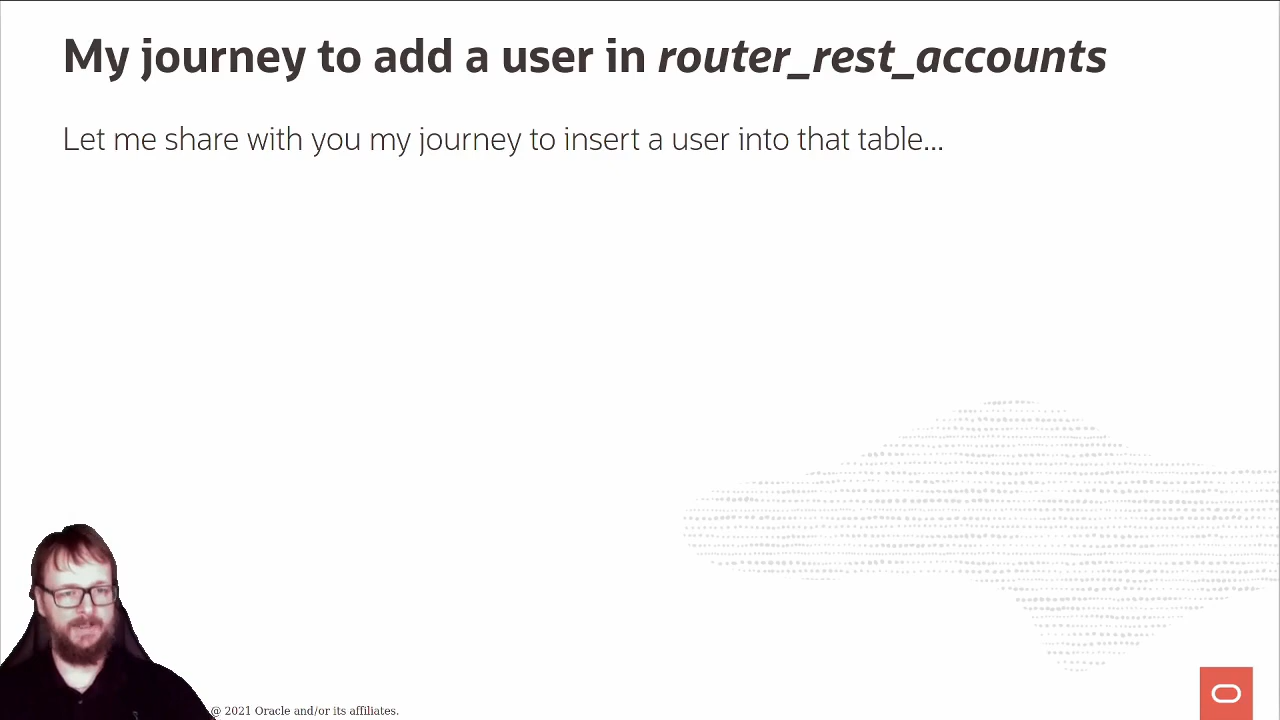 My journey to add a user in router_rest_accounts
Let me share with you my journey to insert a user into that table...
@ 2021 Oracle and/or its affiliates.